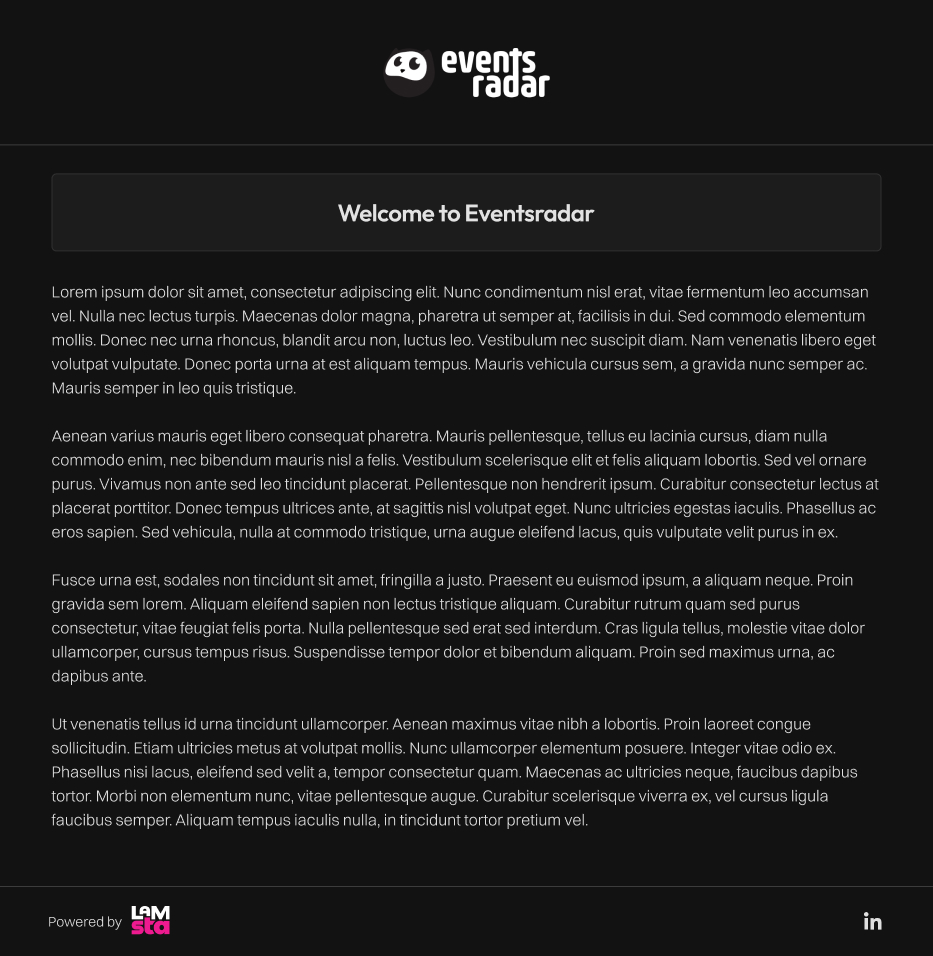 events
radar
Welcome to Eventsradar
Lorem ipsum dolor sit amet, consectetur adipiscing elit. Nunc condimentum nisl erat, vitae fermentum leo accumsan
vel. Nulla nec lectus turpis. Maecenas dolor magna, pharetra ut semper at, facilisis in dui. Sed commodo elementum
mollis. Donec nec urna rhoncus, blandit arcu non, luctus leo. Vestibulum nec suscipit diam. Nam venenatis libero eget
volutpat vulputate. Donec porta urna at est aliquam tempus. Mauris vehicula cursus sem, a gravida nunc semper ac.
Mauris semper in leo quis tristique.
Aenean varius mauris eget libero consequat pharetra. Mauris pellentesque, tellus eu lacinia cursus, diam nulla
commodo enim, nec bibendum mauris nisl a felis. Vestibulum scelerisque elit et felis aliquam lobortis. Sed vel ornare
purus. Vivamus non ante sed leo tincidunt placerat. Pellentesque non hendrerit ipsum. Curabitur consectetur lectus at
placerat porttitor. Donec tempus ultrices ante, at sagittis nisl volutpat eget. Nunc ultricies egestas iaculis. Phasellus ac
eros sapien. Sed vehicula, nulla at commodo tristique, urna augue eleifend lacus, quis vulputate velit purus in ex.
Fusce urna est, sodales non tincidunt sit amet, fringilla a justo. Praesent eu euismod ipsum, a aliquam neque. Proin
gravida sem lorem. Aliquam eleifend sapien non lectus tristique aliquam. Curabitur rutrum quam sed purus
consectetur, vitae feugiat felis porta. Nulla pellentesque sed erat sed interdum. Cras ligula tellus, molestie vitae dolor
ullamcorper, cursus tempus risus. Suspendisse tempor dolor et bibendum aliquam. Proin sed maximus urna, ac
dapibus ante.
Ut venenatis tellus id urna tincidunt ullamcorper. Aenean maximus vitae nibh a lobortis. Proin laoreet congue
sollicitudin. Etiam ultricies metus at volutpat mollis. Nunc ullamcorper elementum posuere. Integer vitae odio ex.
Phasellus nisi lacus, eleifend sed velit a, tempor consectetur quam. Maecenas ac ultricies neque, faucibus dapibus
tortor. Morbi non elementum nunc, vitae pellentesque augue. Curabitur scelerisque viverra ex, vel cursus ligula
faucibus semper. Aliquam tempus iaculis nulla, in tincidunt tortor pretium vel.
Powered by LAM
sta
in